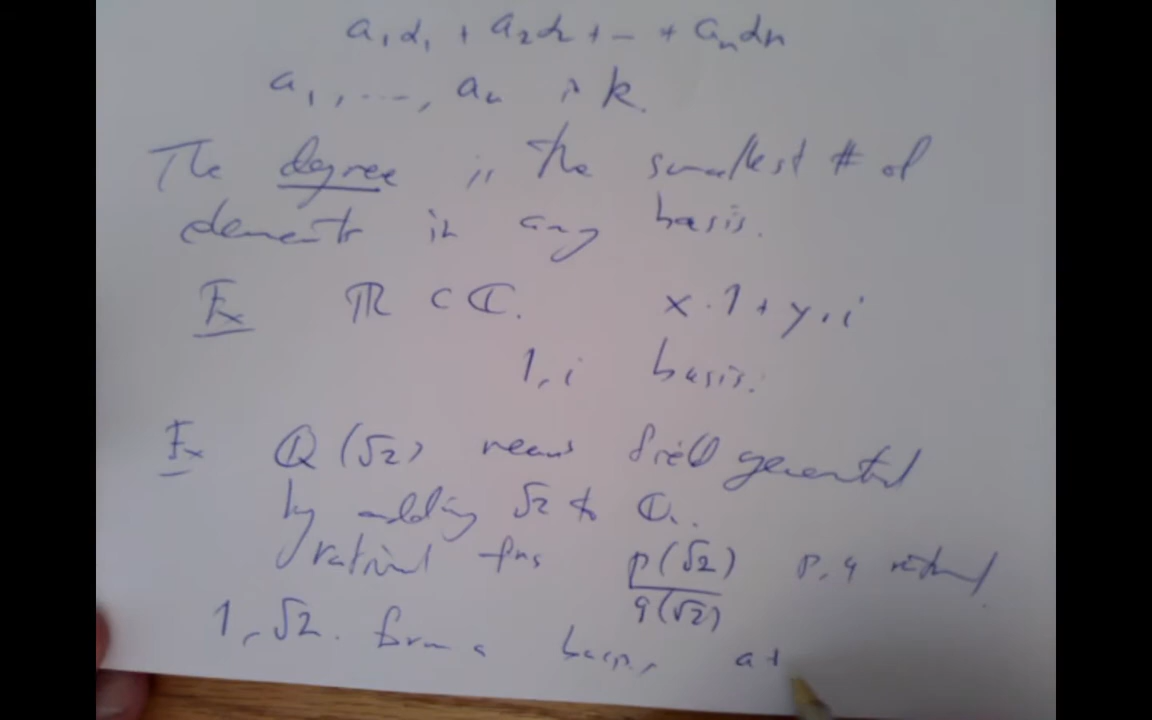 a₁α₁ + a₂α₂ + – + aₙαₙ
a₁, ..., aₙ in k.
The degree is the smallest # of
elements in any basis.
Ex ℝ ⊂ ℂ. x·1 + y·i
1, i basis.
Ex ℚ(√2) means field generated
by adding √2 to
rational fns p(√2)/q(√2) p, q rational
1, √2. form a basis, a +